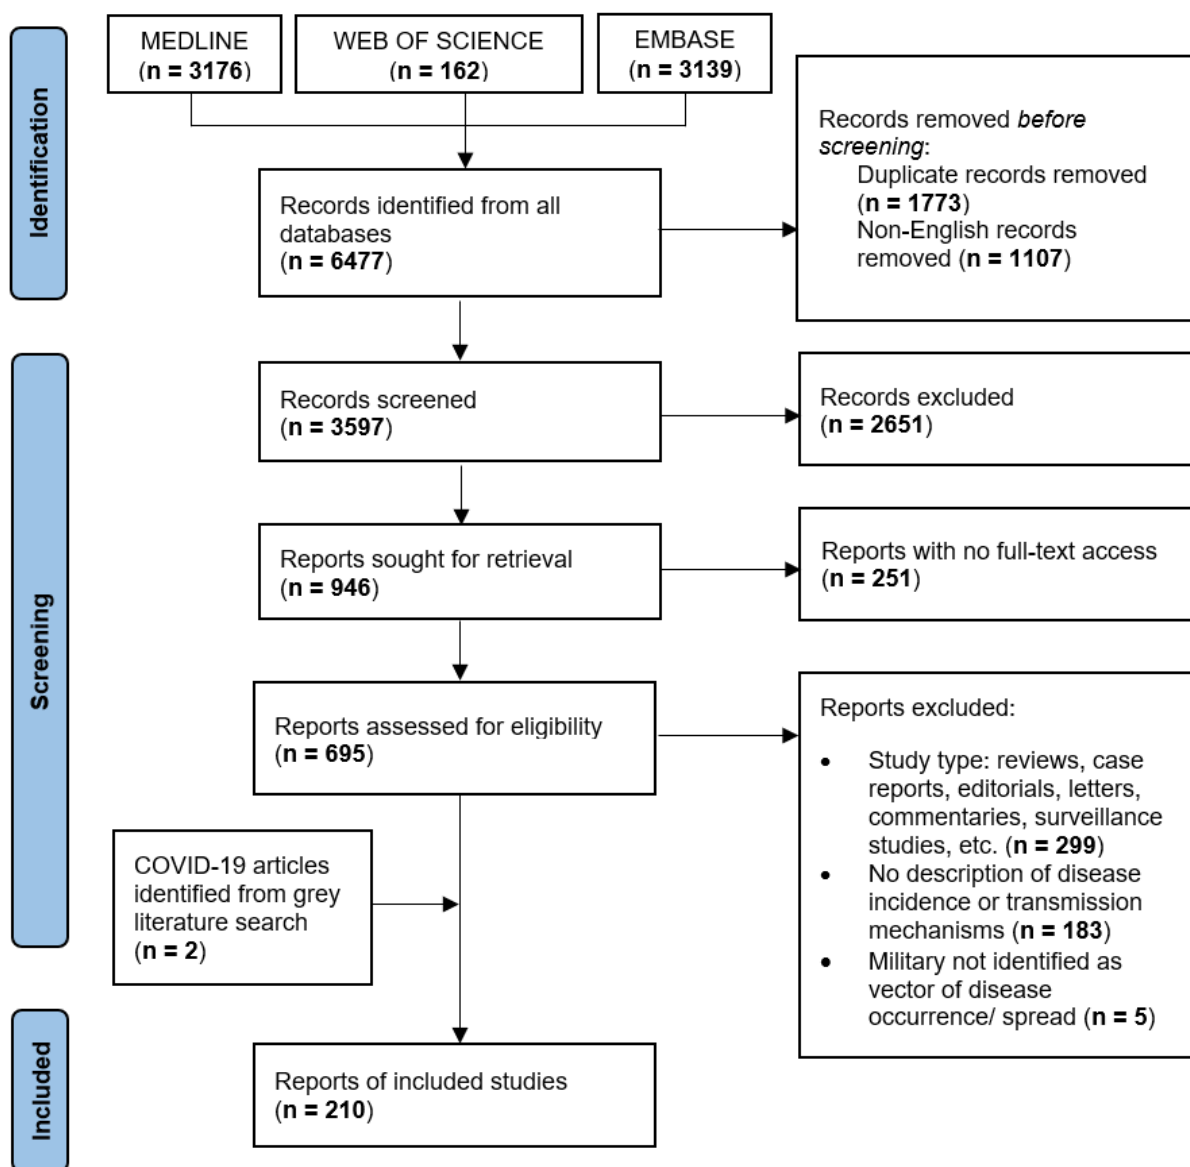 MEDLINE
(n = 3176)
WEB OF SCIENCE
(n = 162)
EMBASE
(n = 3139)
Identification
Records identified from all
databases
(n = 6477)
Records removed before
screening:
Duplicate records removed
(n = 1773)
Non-English records
removed (n = 1107)
Screening
Records screened
(n = 3597)
Records excluded
(n = 2651)
Reports sought for retrieval
(n = 946)
Reports with no full-text access
(n = 251)
Reports assessed for eligibility
(n = 695)
Reports excluded:
• Study type: reviews, case
reports, editorials, letters,
commentaries, surveillance
studies, etc. (n = 299)
• No description of disease
incidence or transmission
mechanisms (n = 183)
• Military not identified as
vector of disease
occurrence/ spread (n = 5)
COVID-19 articles
identified from grey
literature search
(n = 2)
Included
Reports of included studies
(n = 210)